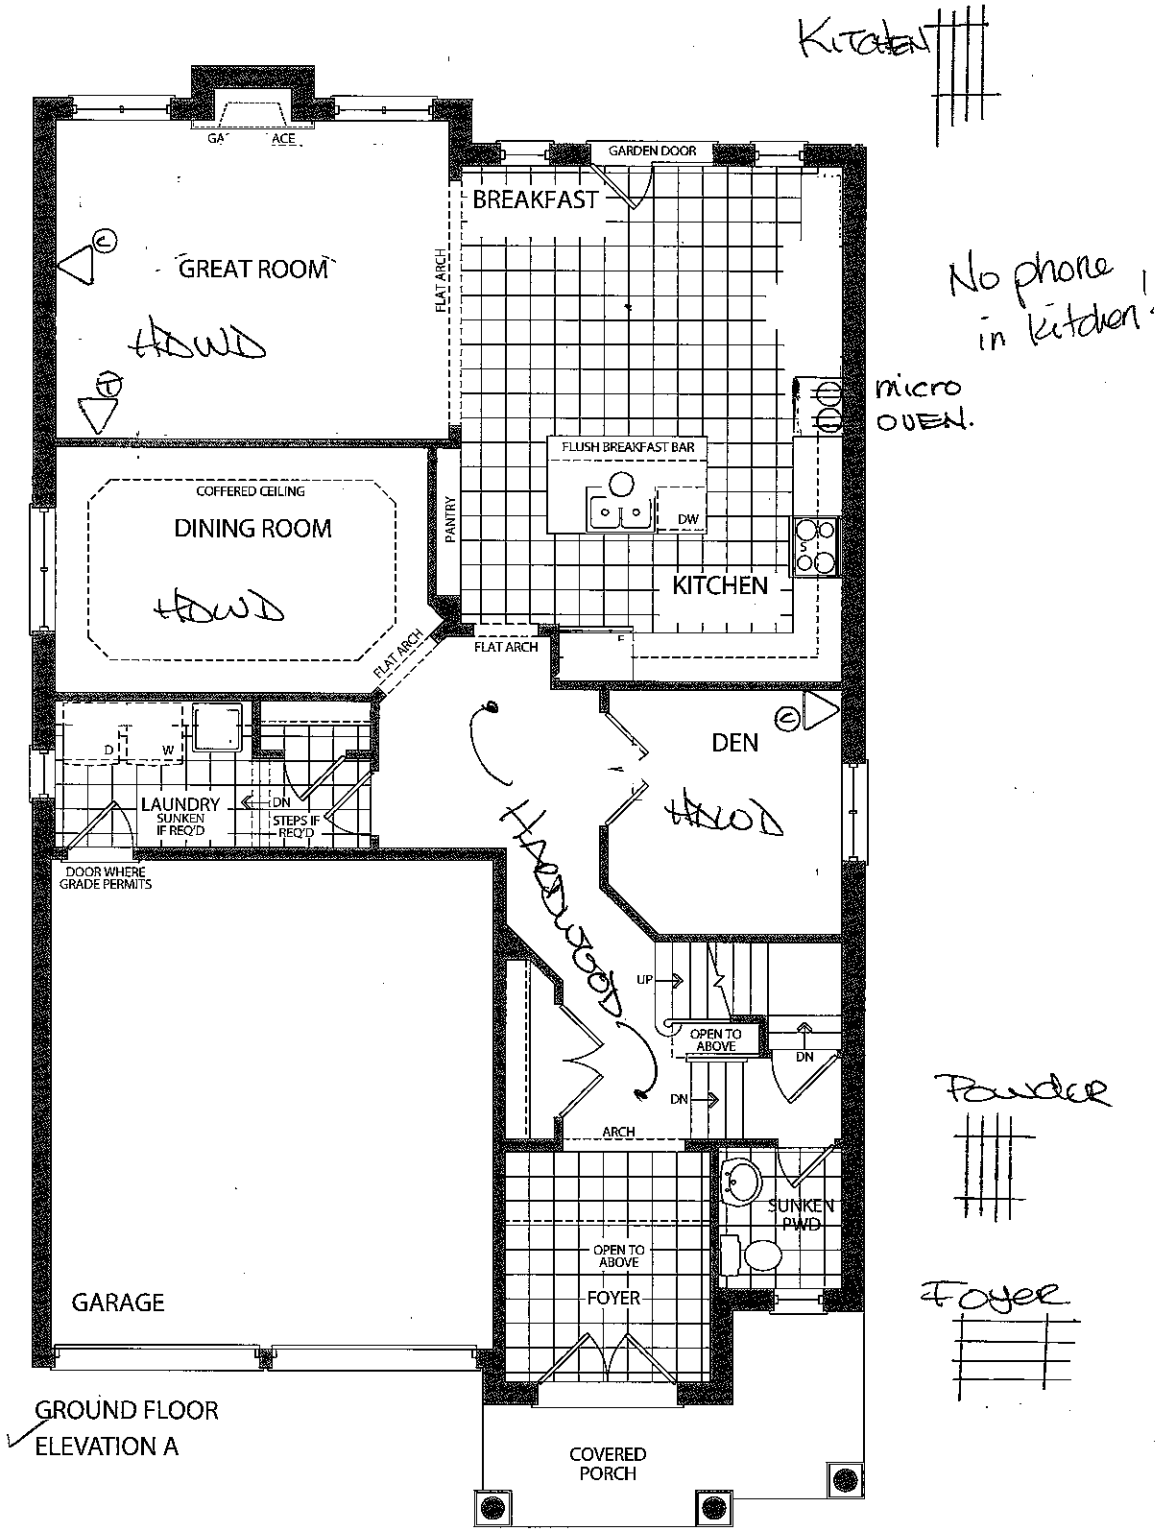 KITCHEN
GARDEN DOOR
BREAKFAST
No phone
in kitchen!
C
GREAT ROOM
FLAT ARCH
HDWD
T
micro
OVEN.
FLUSH BREAKFAST BAR
COFFERED CEILING
DINING ROOM
PANTRY
DW
S
KITCHEN
HDWD
FLAT ARCH
FLAT ARCH
F
C
DEN
D
W
LAUNDRY
SUNKEN
IF REQ'D
DN
STEPS IF
REQ'D
HDWD
HARDWOOD
DOOR WHERE
GRADE PERMITS
UP
OPEN TO
ABOVE
DN
DN
Powder
ARCH
SUNKEN
PWD
OPEN TO
ABOVE
FOYER
Foyer
GARAGE
GROUND FLOOR
ELEVATION A
COVERED
PORCH